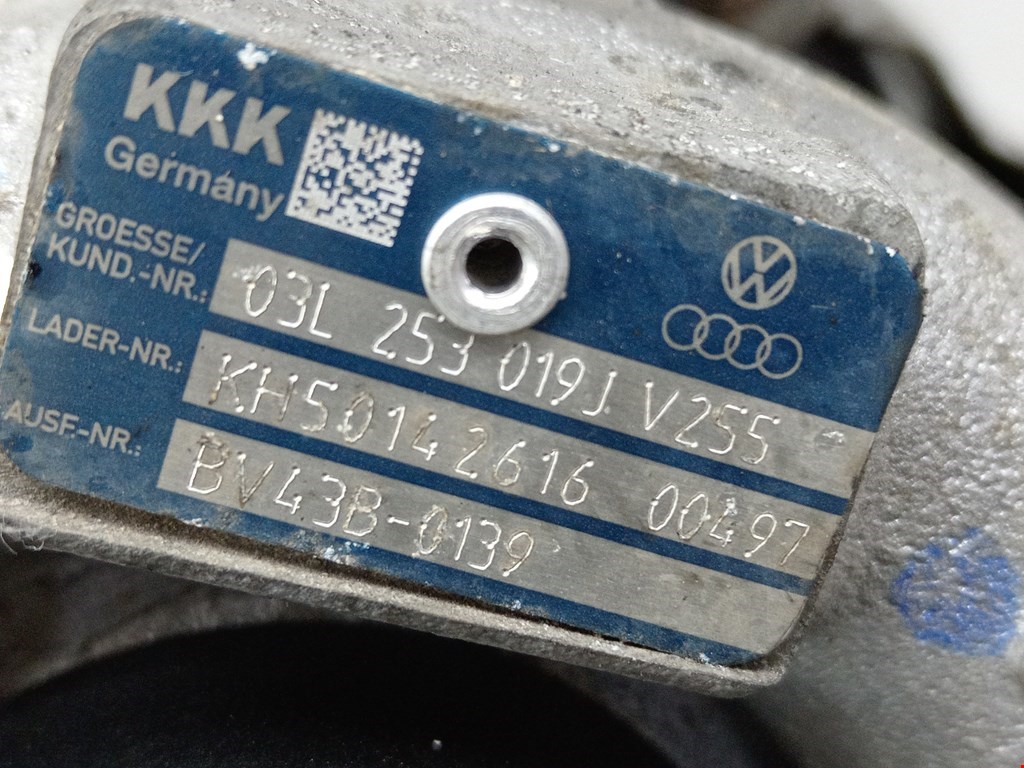 KKK
Germany
GROESSE/
KUND.-NR.: 03L 253 019J V255
LADER-NR.: KH5014 2616 00497
AUSF.-NR.: BV43B-0139